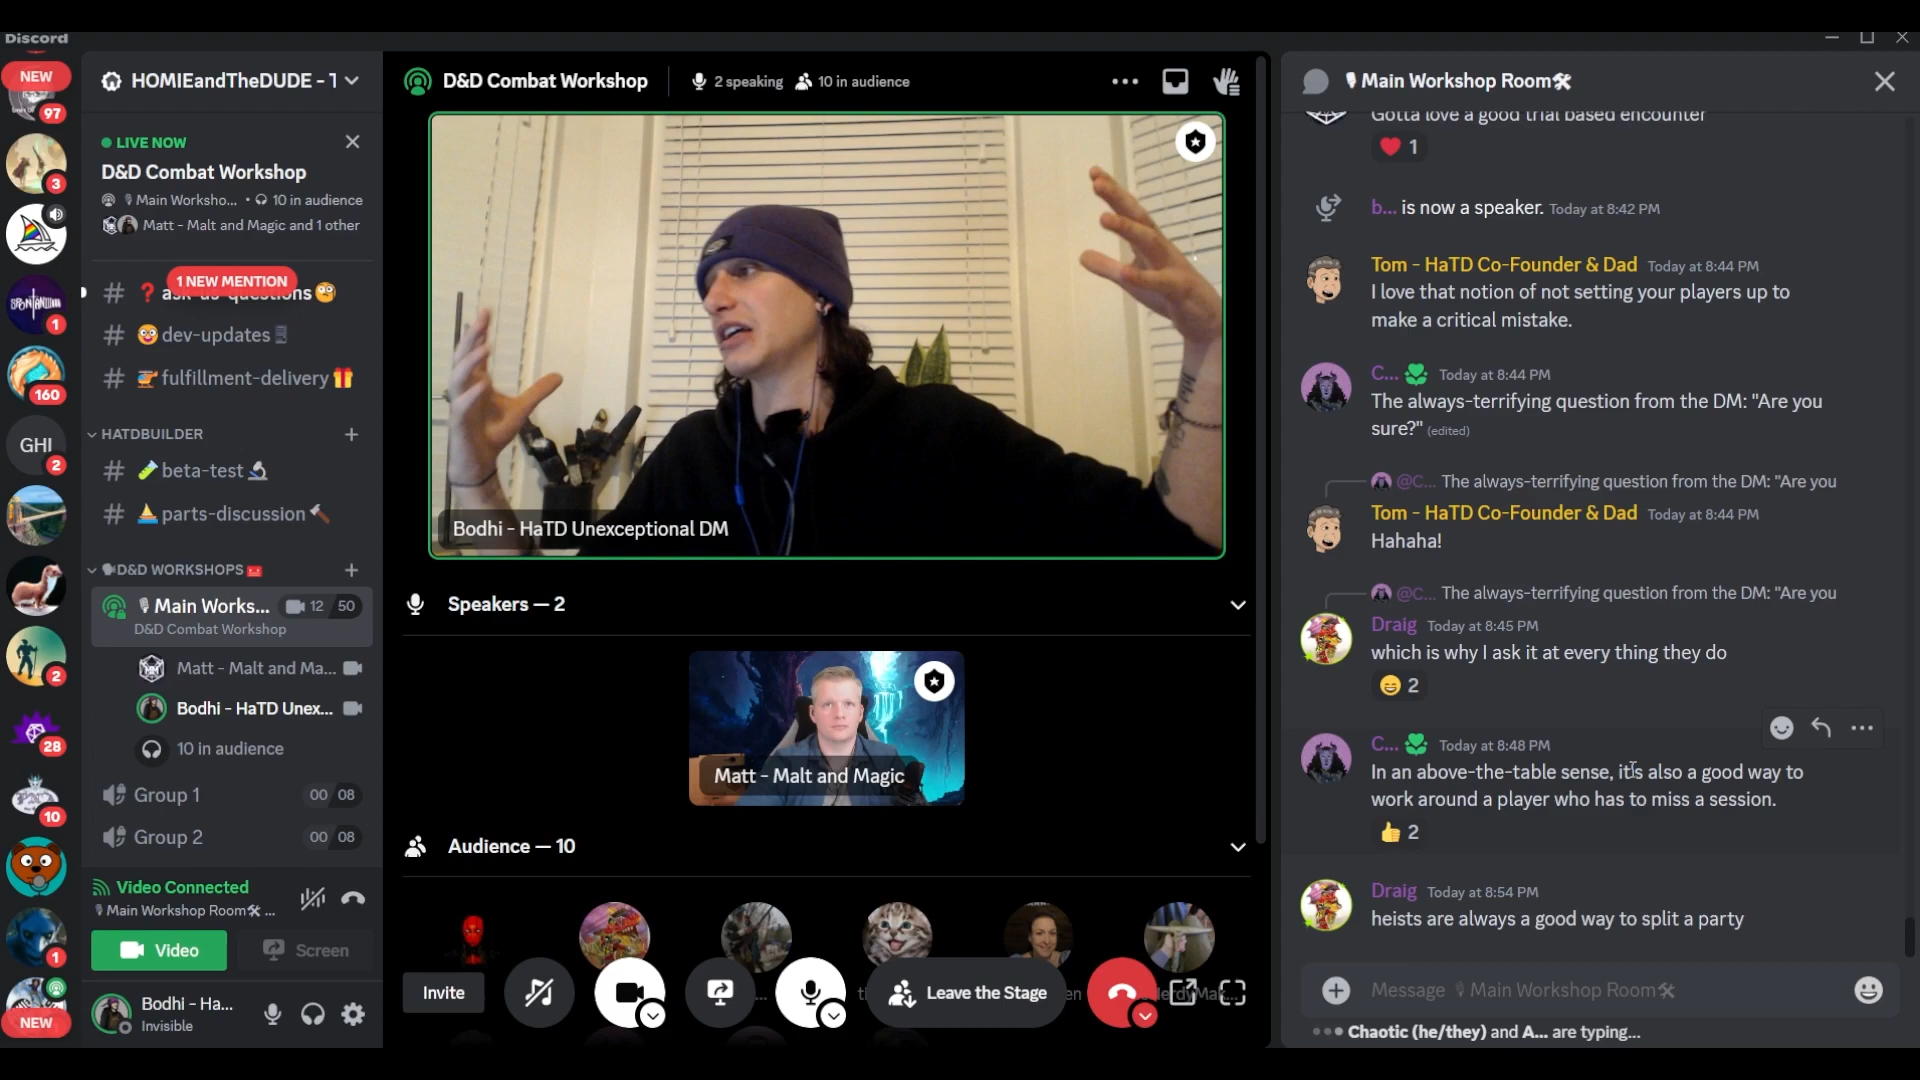 Discord
NEW
97
3
1
160
GHI
2
2
28
10
1
NEW
HOMIEandTheDUDE - T
LIVE NOW
D&D Combat Workshop
Main Worksho... • 10 in audience
Matt - Malt and Magic and 1 other
1 NEW MENTION
# ❓
# 🤓dev-updates
# fulfillment-delivery🎁
HATDBUILDER
# 🧪beta-test🔬
# ⛵parts-discussion🔨
D&D WORKSHOPS
🎙Main Works... 12 50
D&D Combat Workshop
Matt - Malt and Ma...
Bodhi - HaTD Unex...
10 in audience
Group 1 00 08
Group 2 00 08
Video Connected
🎙Main Workshop Room🛠 ...
Video
Screen
Bodhi - Ha...
Invisible
D&D Combat Workshop
2 speaking 10 in audience
Bodhi - HaTD Unexceptional DM
Speakers — 2
Matt - Malt and Magic
Audience — 10
Invite
Leave the Stage
🎙Main Workshop Room🛠
Gotta love a good trial based encounter
❤️ 1
b... is now a speaker. Today at 8:42 PM
Tom - HaTD Co-Founder & Dad Today at 8:44 PM
I love that notion of not setting your players up to
make a critical mistake.
C... Today at 8:44 PM
The always-terrifying question from the DM: "Are you
sure?" (edited)
@C... The always-terrifying question from the DM: "Are you
Tom - HaTD Co-Founder & Dad Today at 8:44 PM
Hahaha!
@C... The always-terrifying question from the DM: "Are you
Draig Today at 8:45 PM
which is why I ask it at every thing they do
😄 2
C... Today at 8:48 PM
In an above-the-table sense, it's also a good way to
work around a player who has to miss a session.
👍 2
Draig Today at 8:54 PM
heists are always a good way to split a party
Message 🎙Main Workshop Room🛠
Chaotic (he/they) and A... are typing...